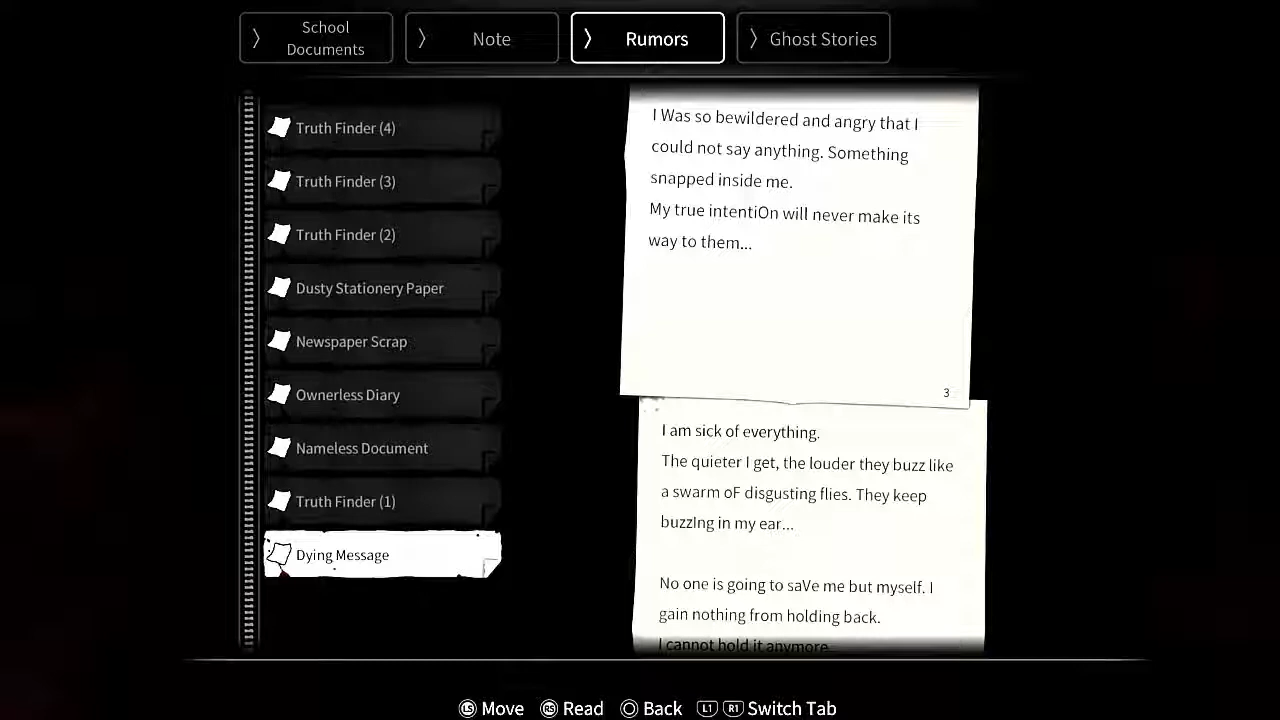 School
Documents
Note
Rumors
Ghost Stories
Truth Finder (4)
Truth Finder (3)
Truth Finder (2)
Dusty Stationery Paper
Newspaper Scrap
Ownerless Diary
Nameless Document
Truth Finder (1)
Dying Message
I Was so bewildered and angry that I
could not say anything. Something
snapped inside me.
My true intentiOn will never make its
way to them...
3
I am sick of everything.
The quieter I get, the louder they buzz like
a swarm oF disgusting flies. They keep
buzzIng in my ear...
No one is going to saVe me but myself. I
gain nothing from holding back.
I cannot hold it anymore
LS Move RS Read Back L1 R1 Switch Tab